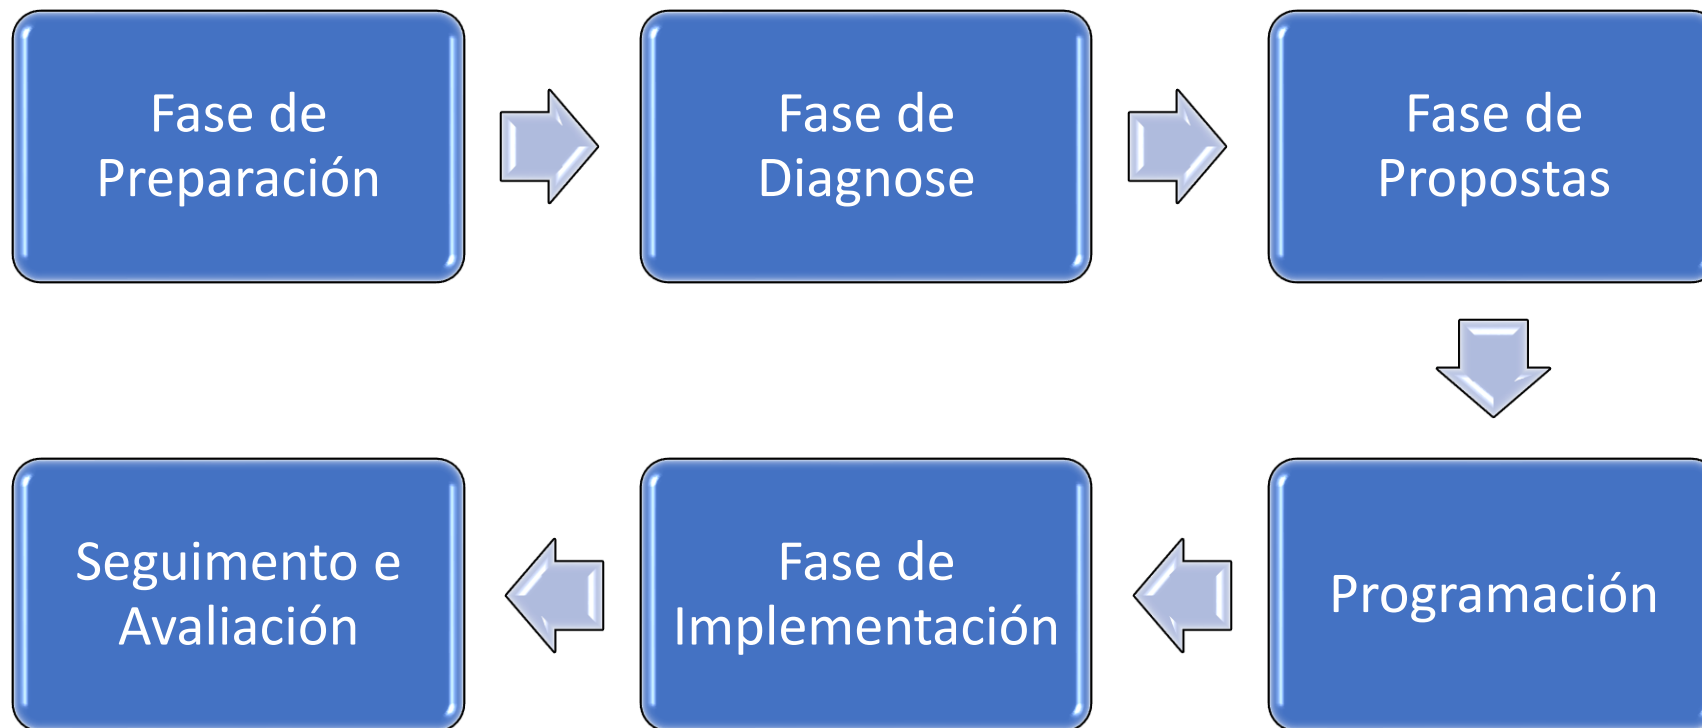 Fase de
Preparación
Fase de
Diagnose
Fase de
Propostas
Programación
Fase de
Implementación
Seguimento e
Avaliación